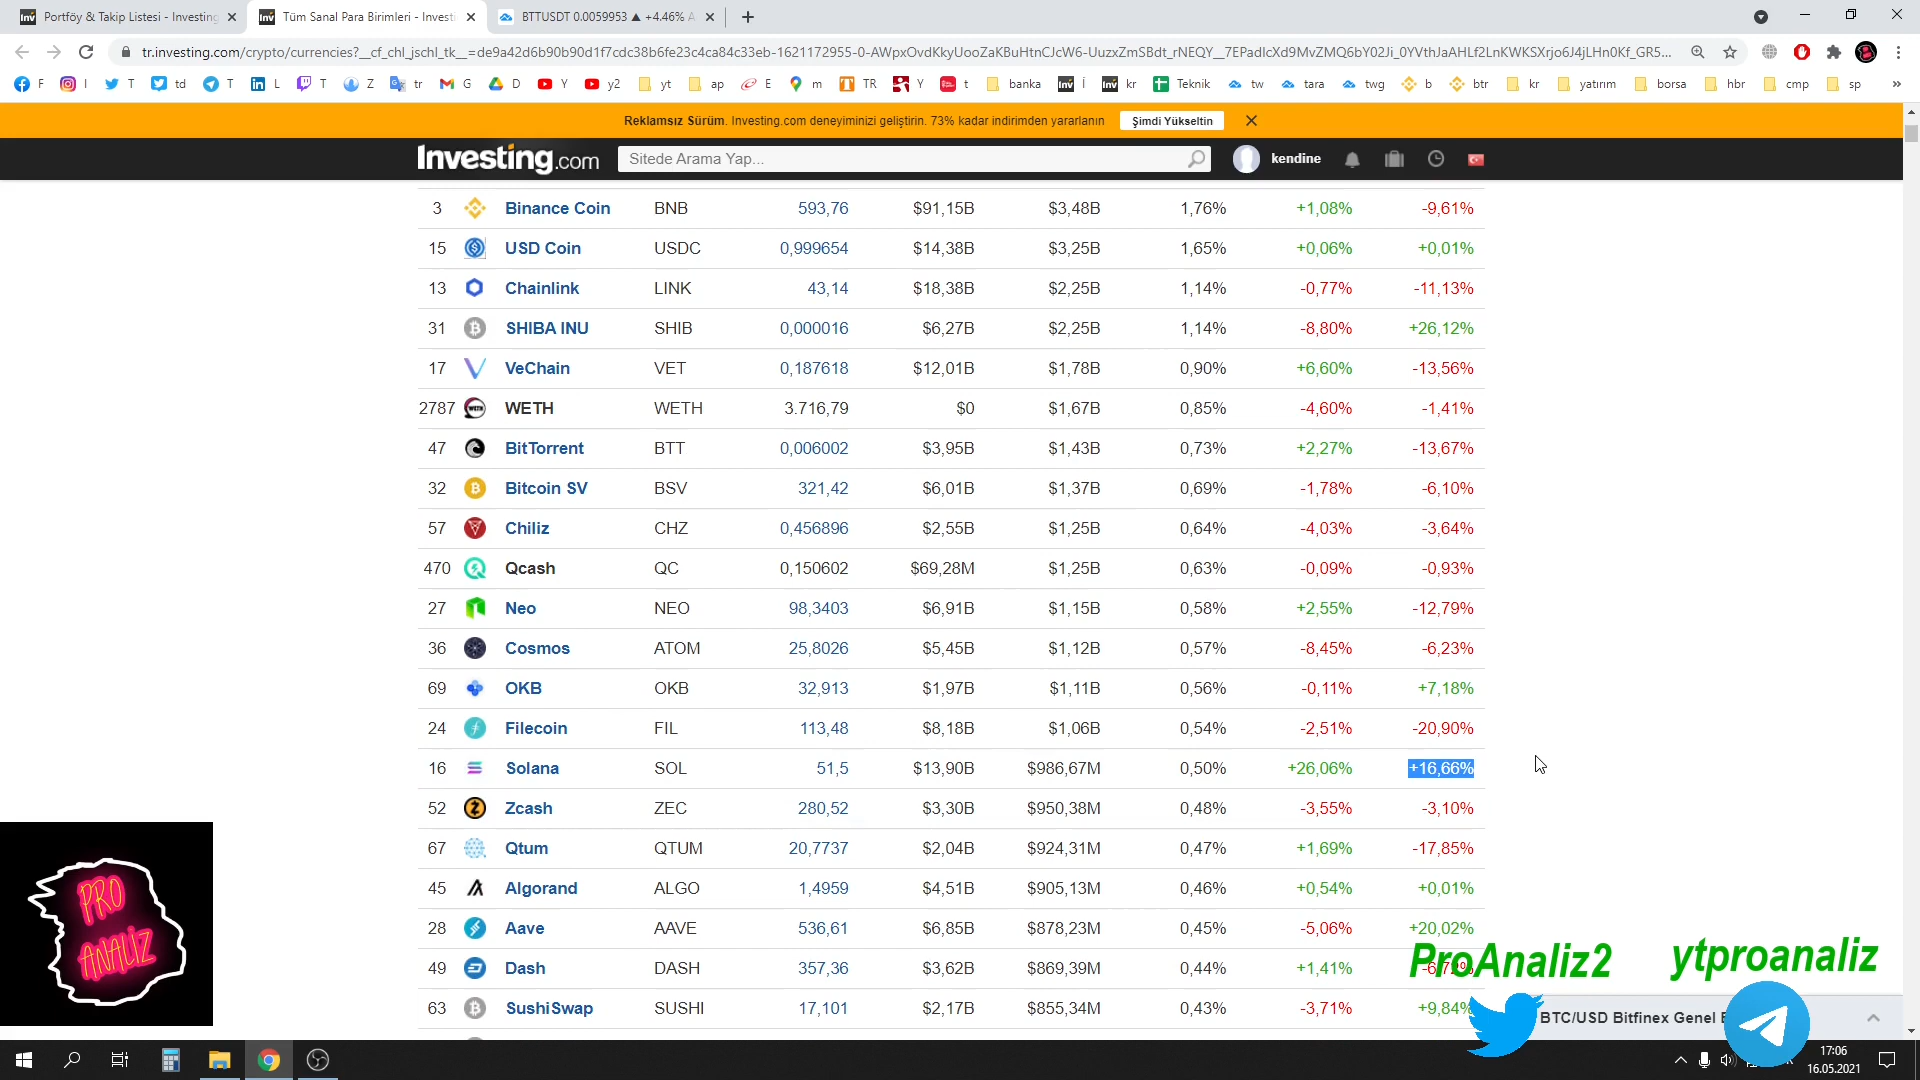 Portföy & Takip Listesi - Investing
Tüm Sanal Para Birimleri - Investi
BTTUSDT 0.0059953 ▲ +4.46% A
tr.investing.com/crypto/currencies?__cf_chl_jschl_tk__=de9a42d6b90b90d1f7cdc38b6fe23c4ca84c33eb-1621172955-0-AWpxOvdKkyUooZaKBuHtnCJcW6-UuzxZmSBdt_rNEQY__7EPadIcXd9MvZMQ6bY02Ji_0YVthJaAHLf2LnKWKSXrjo6J4jLHn0Kf_GR5...
F I T td T L T Z tr G D Y y2 yt ap E m TR Y t banka İ kr Teknik tw tara twg b btr kr yatırım borsa hbr cmp sp »
Reklamsız Sürüm. Investing.com deneyiminizi geliştirin. 73% kadar indirimden yararlanın Şimdi Yükseltin
Investing.com Sitede Arama Yap... kendine
3 Binance Coin BNB 593,76 $91,15B $3,48B 1,76% +1,08% -9,61%
15 USD Coin USDC 0,999654 $14,38B $3,25B 1,65% +0,06% +0,01%
13 Chainlink LINK 43,14 $18,38B $2,25B 1,14% -0,77% -11,13%
31 SHIBA INU SHIB 0,000016 $6,27B $2,25B 1,14% -8,80% +26,12%
17 VeChain VET 0,187618 $12,01B $1,78B 0,90% +6,60% -13,56%
2787 WETH WETH 3.716,79 $0 $1,67B 0,85% -4,60% -1,41%
47 BitTorrent BTT 0,006002 $3,95B $1,43B 0,73% +2,27% -13,67%
32 Bitcoin SV BSV 321,42 $6,01B $1,37B 0,69% -1,78% -6,10%
57 Chiliz CHZ 0,456896 $2,55B $1,25B 0,64% -4,03% -3,64%
470 Qcash QC 0,150602 $69,28M $1,25B 0,63% -0,09% -0,93%
27 Neo NEO 98,3403 $6,91B $1,15B 0,58% +2,55% -12,79%
36 Cosmos ATOM 25,8026 $5,45B $1,12B 0,57% -8,45% -6,23%
69 OKB OKB 32,913 $1,97B $1,11B 0,56% -0,11% +7,18%
24 Filecoin FIL 113,48 $8,18B $1,06B 0,54% -2,51% -20,90%
16 Solana SOL 51,5 $13,90B $986,67M 0,50% +26,06% +16,66%
52 Zcash ZEC 280,52 $3,30B $950,38M 0,48% -3,55% -3,10%
67 Qtum QTUM 20,7737 $2,04B $924,31M 0,47% +1,69% -17,85%
45 Algorand ALGO 1,4959 $4,51B $905,13M 0,46% +0,54% +0,01%
28 Aave AAVE 536,61 $6,85B $878,23M 0,45% -5,06% +20,02%
49 Dash DASH 357,36 $3,62B $869,39M 0,44% +1,41%
63 SushiSwap SUSHI 17,101 $2,17B $855,34M 0,43% -3,71% +9,84%
PRO
ANALİZ
ProAnaliz2 ytproanaliz
BTC/USD Bitfinex Genel
17:06
16.05.2021